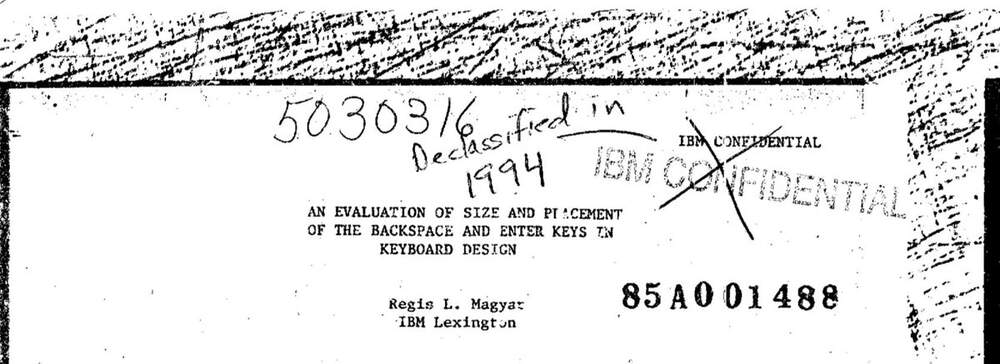 5030316
Declassified in
1994
IBM CONFIDENTIAL
IBM CONFIDENTIAL
AN EVALUATION OF SIZE AND PLACEMENT
OF THE BACKSPACE AND ENTER KEYS IN
KEYBOARD DESIGN
Regis L. Magyar
IBM Lexington
85A001488